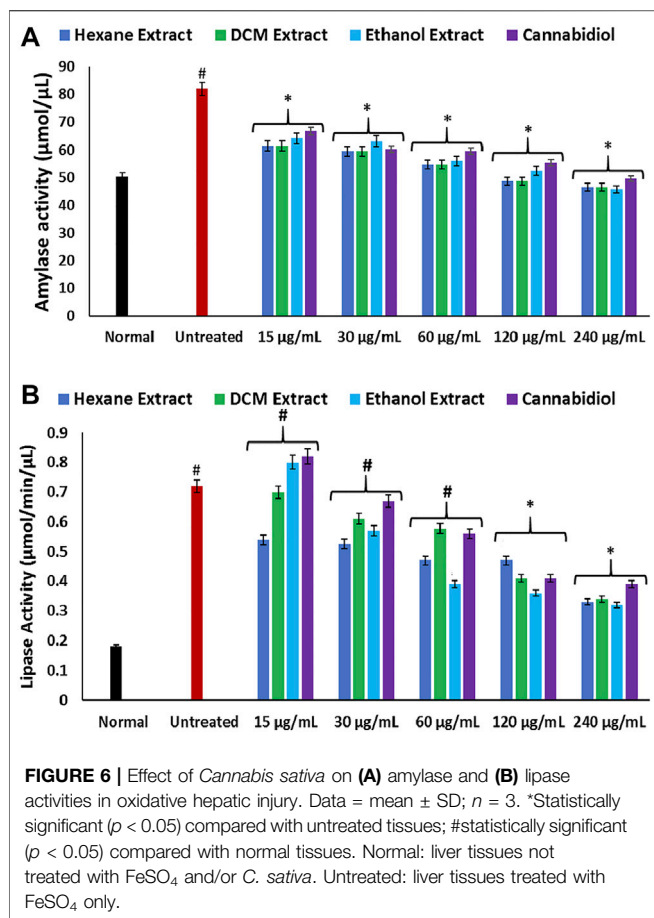 A
Hexane Extract DCM Extract Ethanol Extract Cannabidiol
Amylase activity (µmol/µL)
90
80
70
60
50
40
30
20
10
0
#
*
*
*
*
*
Normal Untreated 15 µg/mL 30 µg/mL 60 µg/mL 120 µg/mL 240 µg/mL
B
Hexane Extract DCM Extract Ethanol Extract Cannabidiol
Lipase Activity (µmol/min/µL)
0.9
0.8
0.7
0.6
0.5
0.4
0.3
0.2
0.1
0
#
#
#
#
*
*
Normal Untreated 15 µg/mL 30 µg/mL 60 µg/mL 120 µg/mL 240 µg/mL
FIGURE 6 | Effect of Cannabis sativa on (A) amylase and (B) lipase
activities in oxidative hepatic injury. Data = mean ± SD; n = 3. *Statistically
significant (p < 0.05) compared with untreated tissues; #statistically significant
(p < 0.05) compared with normal tissues. Normal: liver tissues not
treated with FeSO₄ and/or C. sativa. Untreated: liver tissues treated with
FeSO₄ only.